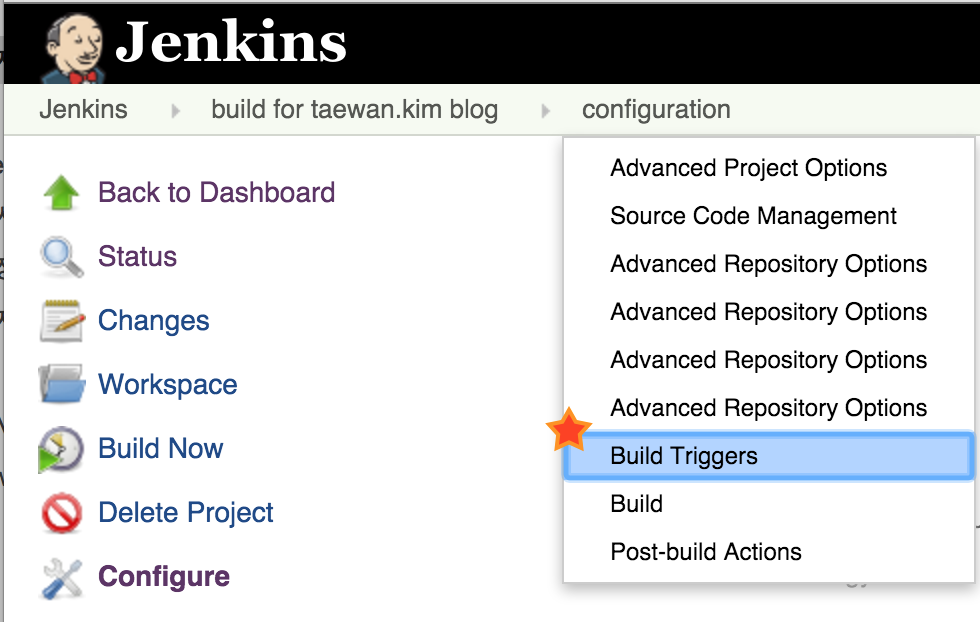 Jenkins
Jenkins build for taewan.kim blog configuration
Back to Dashboard
Status
Changes
Workspace
Build Now
Delete Project
Configure
Advanced Project Options
Source Code Management
Advanced Repository Options
Advanced Repository Options
Advanced Repository Options
Advanced Repository Options
Build Triggers
Build
Post-build Actions